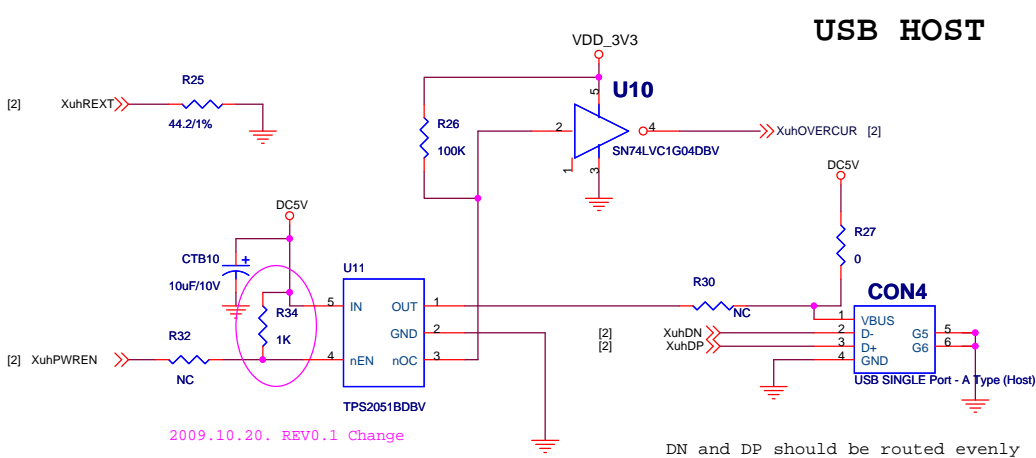 USB HOST
VDD_3V3
R25
[2] XuhREXT
44.2/1%
R26
100K
5
U10
2
4
XuhOVERCUR [2]
SN74LVC1G04DBV
1
3
DC5V
DC5V
R27
0
CTB10
+
10uF/10V
U11
R34
1K
5 IN OUT 1
GND 2
4 nEN nOC 3
TPS2051BDBV
R30
NC
CON4
1 VBUS
[2] XuhDN 2 D- G5 5
[2] XuhDP 3 D+ G6 6
4 GND
USB SINGLE Port - A Type (Host)
R32
[2] XuhPWREN
NC
2009.10.20. REV0.1 Change
DN and DP should be routed evenly